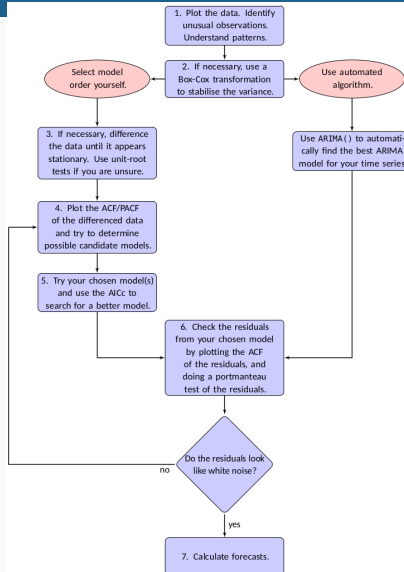 1. Plot the data. Identify
unusual observations.
Understand patterns.
Select model
order yourself.
2. If necessary, use a
Box-Cox transformation
to stabilise the variance.
Use automated
algorithm.
3. If necessary, difference
the data until it appears
stationary. Use unit-root
tests if you are unsure.
Use ARIMA() to automati-
cally find the best ARIMA
model for your time series.
4. Plot the ACF/PACF
of the differenced data
and try to determine
possible candidate models.
5. Try your chosen model(s)
and use the AICc to
search for a better model.
6. Check the residuals
from your chosen model
by plotting the ACF
of the residuals, and
doing a portmanteau
test of the residuals.
Do the residuals look
like white noise?
no
yes
7. Calculate forecasts.